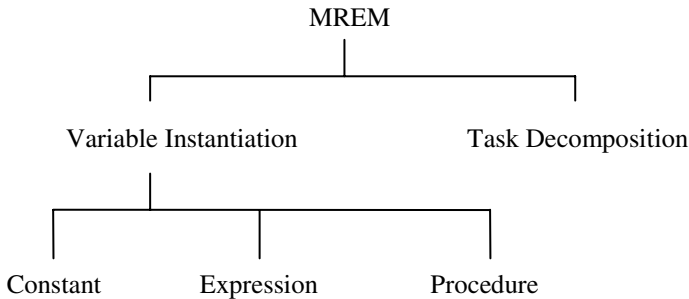 MREM
Variable Instantiation Task Decomposition
Constant Expression Procedure